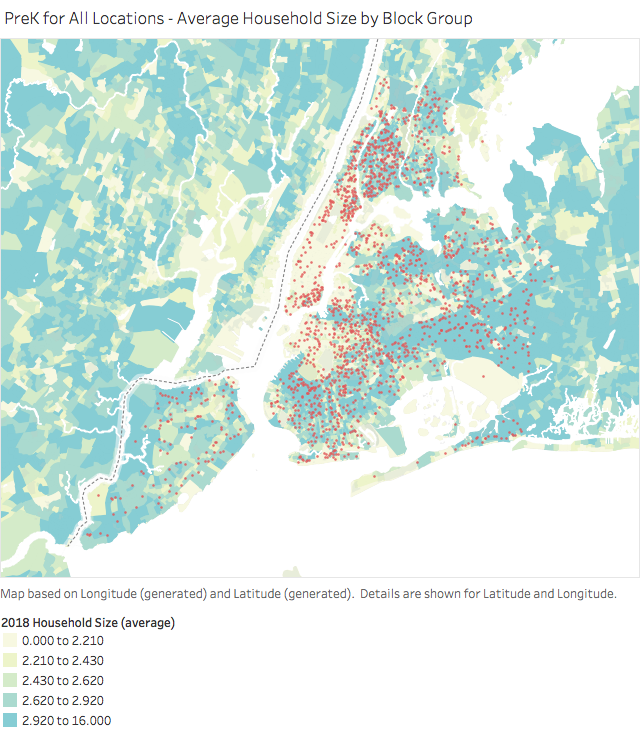 PreK for All Locations - Average Household Size by Block Group
Map based on Longitude (generated) and Latitude (generated). Details are shown for Latitude and Longitude.
2018 Household Size (average)
0.000 to 2.210
2.210 to 2.430
2.430 to 2.620
2.620 to 2.920
2.920 to 16.000